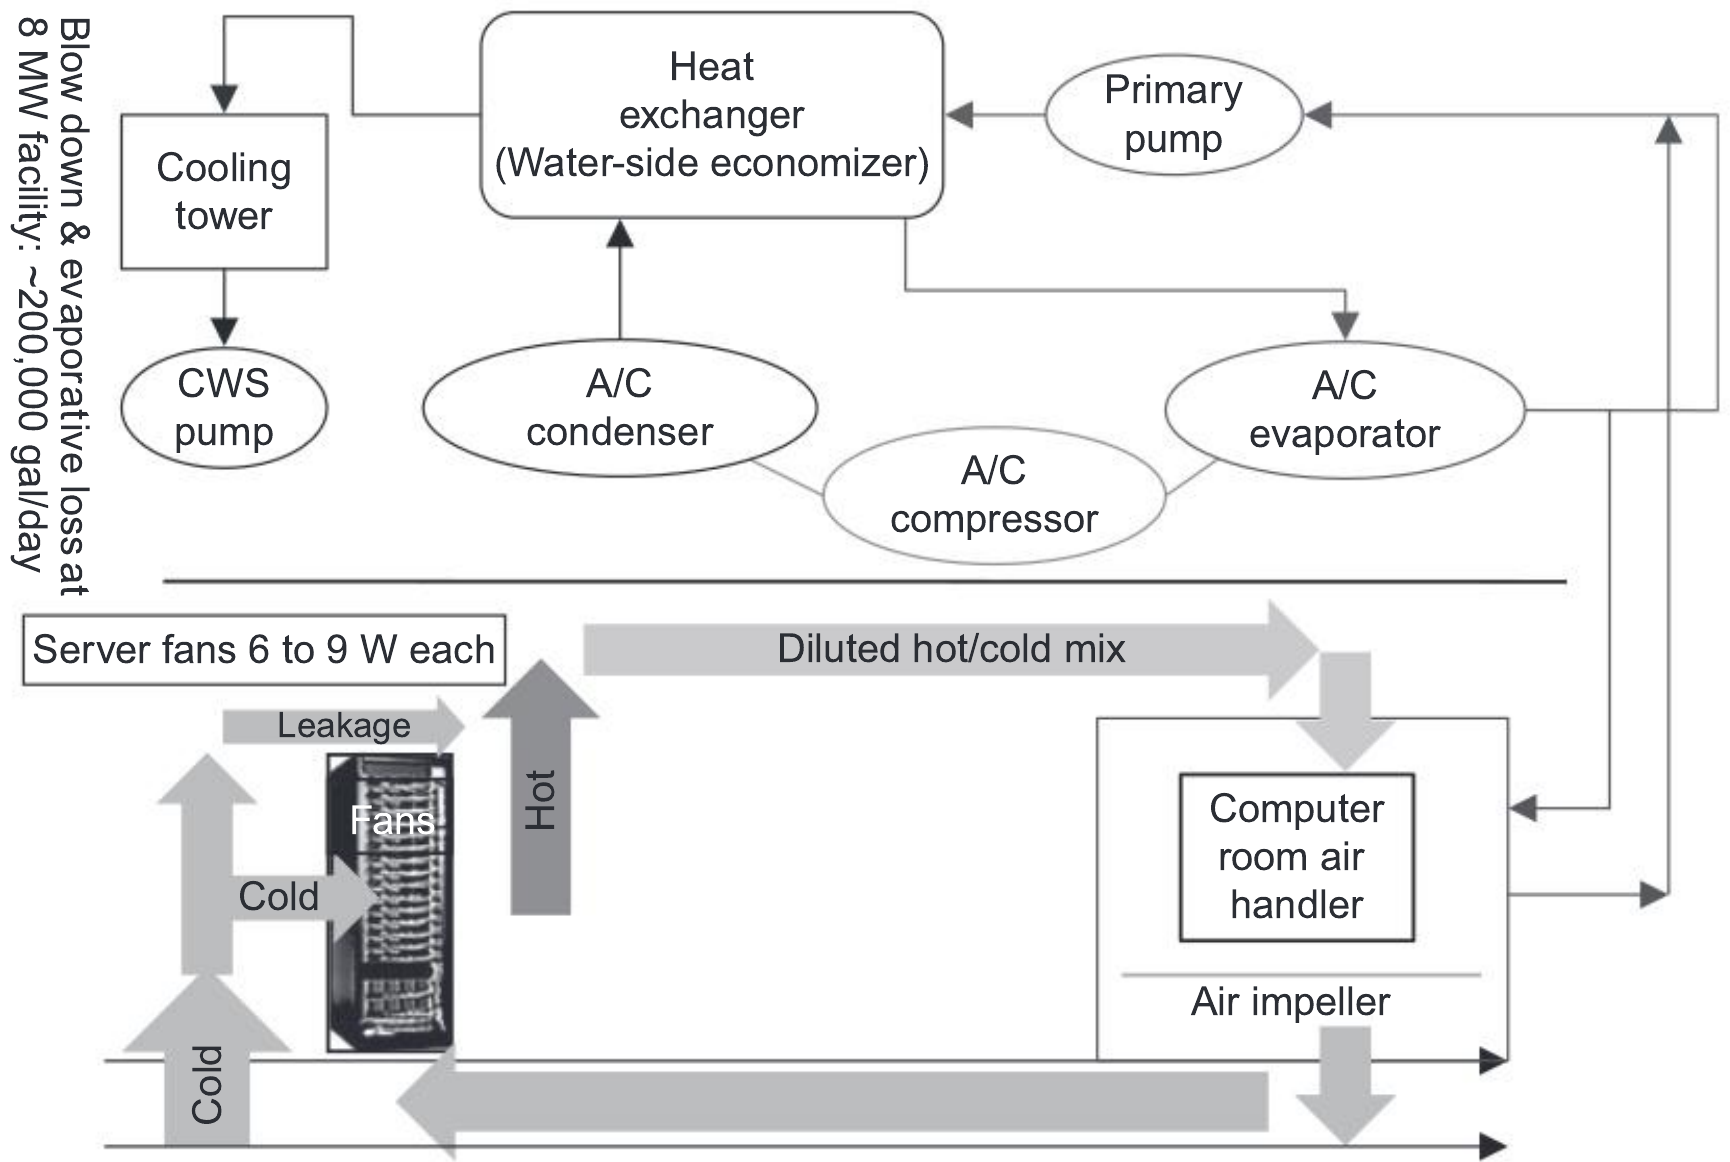 Blow down & evaporative loss at
8 MW facility: ~200,000 gal/day
Heat
exchanger
(Water-side economizer)
Primary
pump
Cooling
tower
CWS
pump
A/C
condenser
A/C
evaporator
A/C
compressor
Server fans 6 to 9 W each
Diluted hot/cold mix
Leakage
Fans
Hot
Cold
Computer
room air
handler
Air impeller
Cold